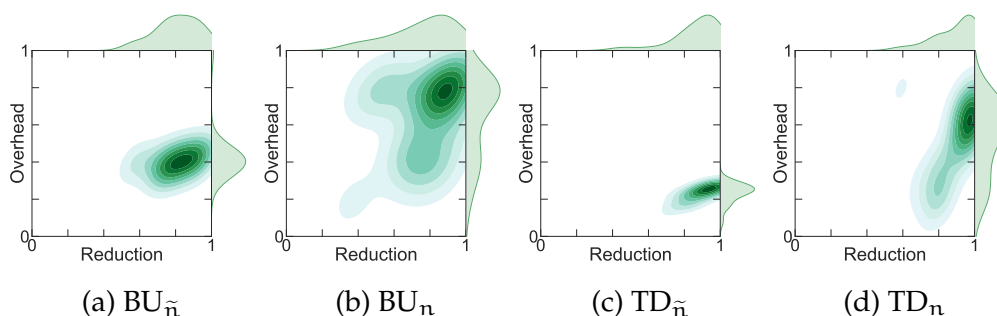 1 1 1 1
Overhead Overhead Overhead Overhead
0 0 0 0
0 Reduction 1 0 Reduction 1 0 Reduction 1 0 Reduction 1
(a) BUñ (b) BUn (c) TDñ (d) TDn